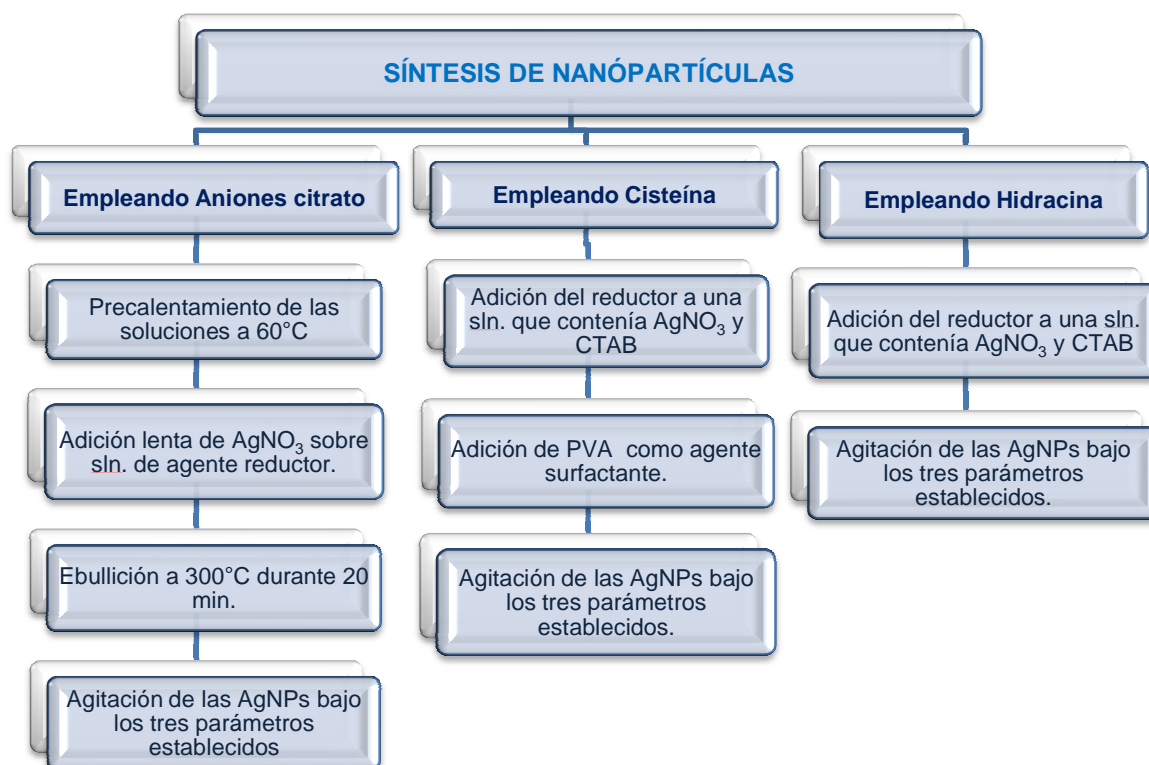 SÍNTESIS DE NANÓPARTÍCULAS
Empleando Aniones citrato
Precalentamiento de las
soluciones a 60°C
Adición lenta de AgNO₃ sobre
sln. de agente reductor.
Ebullición a 300°C durante 20
min.
Agitación de las AgNPs bajo
los tres parámetros
establecidos
Empleando Cisteína
Adición del reductor a una
sln. que contenía AgNO₃ y
CTAB
Adición de PVA como agente
surfactante.
Agitación de las AgNPs bajo
los tres parámetros
establecidos.
Empleando Hidracina
Adición del reductor a una sln.
que contenía AgNO₃ y CTAB
Agitación de las AgNPs bajo
los tres parámetros
establecidos.